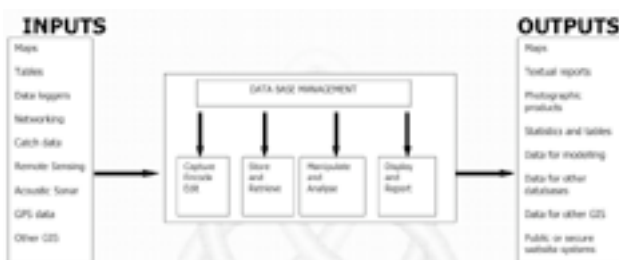 INPUTS
Maps
Tables
Data loggers
Networking
Catch data
Remote Sensing
Acoustic Sonar
GPS data
Other GIS
DATA BASE MANAGEMENT
Capture
Encode
Edit
Store
and
Retrieve
Manipulate
and
Analyse
Display
and
Report
OUTPUTS
Maps
Textual reports
Photographic
products
Statistics and tables
Data for modelling
Data for other
databases
Data for other GIS
Public or secure
website systems